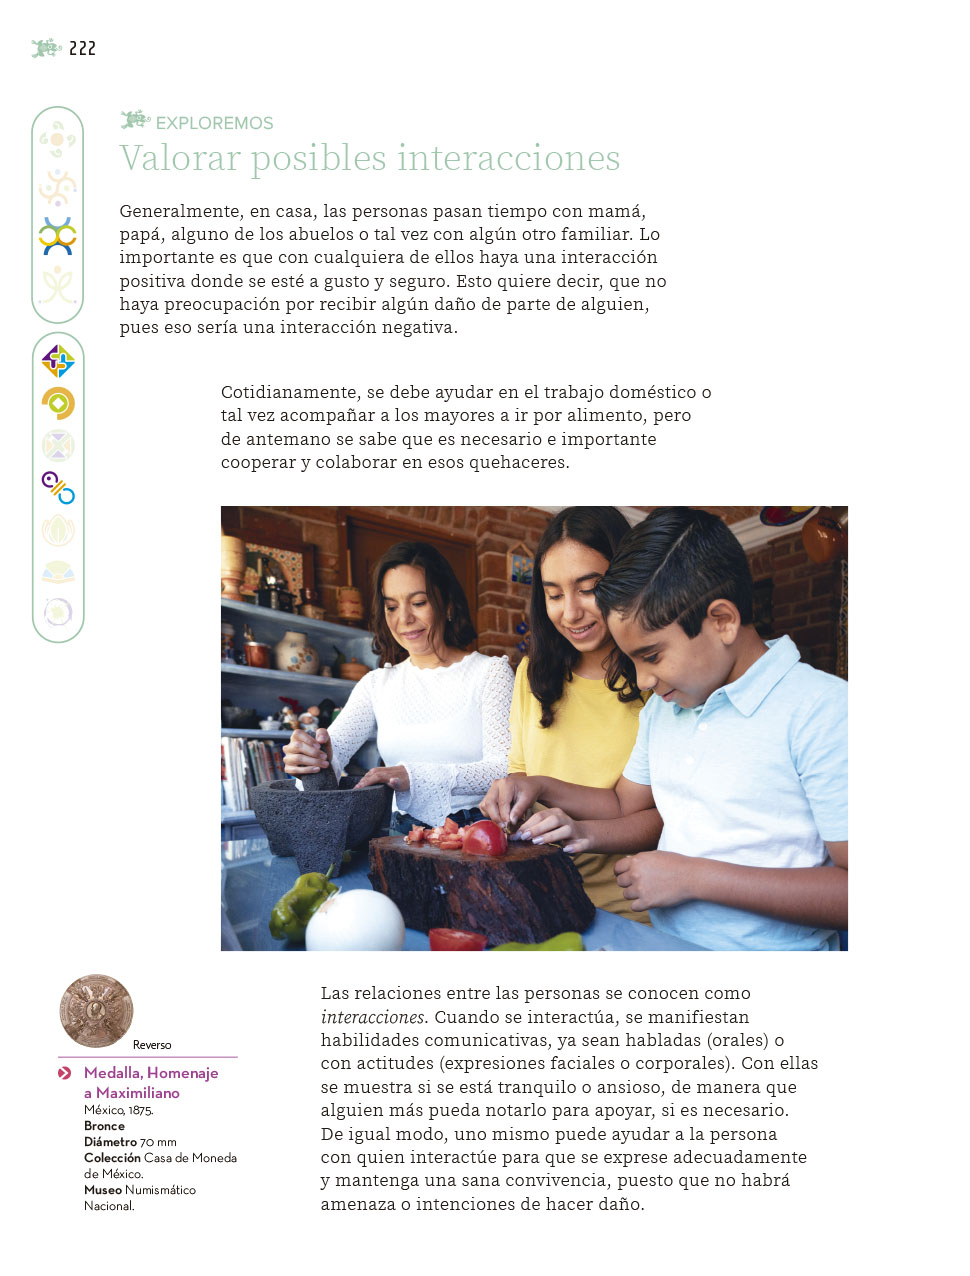 222
EXPLOREMOS
Valorar posibles interacciones
Generalmente, en casa, las personas pasan tiempo con mamá,
papá, alguno de los abuelos o tal vez con algún otro familiar. Lo
importante es que con cualquiera de ellos haya una interacción
positiva donde se esté a gusto y seguro. Esto quiere decir, que no
haya preocupación por recibir algún daño de parte de alguien,
pues eso sería una interacción negativa.
Cotidianamente, se debe ayudar en el trabajo doméstico o
tal vez acompañar a los mayores a ir por alimento, pero
de antemano se sabe que es necesario e importante
cooperar y colaborar en esos quehaceres.
Reverso
Medalla, Homenaje
a Maximiliano
México, 1875.
Bronce
Diámetro 70 mm
Colección Casa de Moneda
de México.
Museo Numismático
Nacional.
Las relaciones entre las personas se conocen como
interacciones. Cuando se interactúa, se manifiestan
habilidades comunicativas, ya sean habladas (orales) o
con actitudes (expresiones faciales o corporales). Con ellas
se muestra si se está tranquilo o ansioso, de manera que
alguien más pueda notarlo para apoyar, si es necesario.
De igual modo, uno mismo puede ayudar a la persona
con quien interactúe para que se exprese adecuadamente
y mantenga una sana convivencia, puesto que no habrá
amenaza o intenciones de hacer daño.